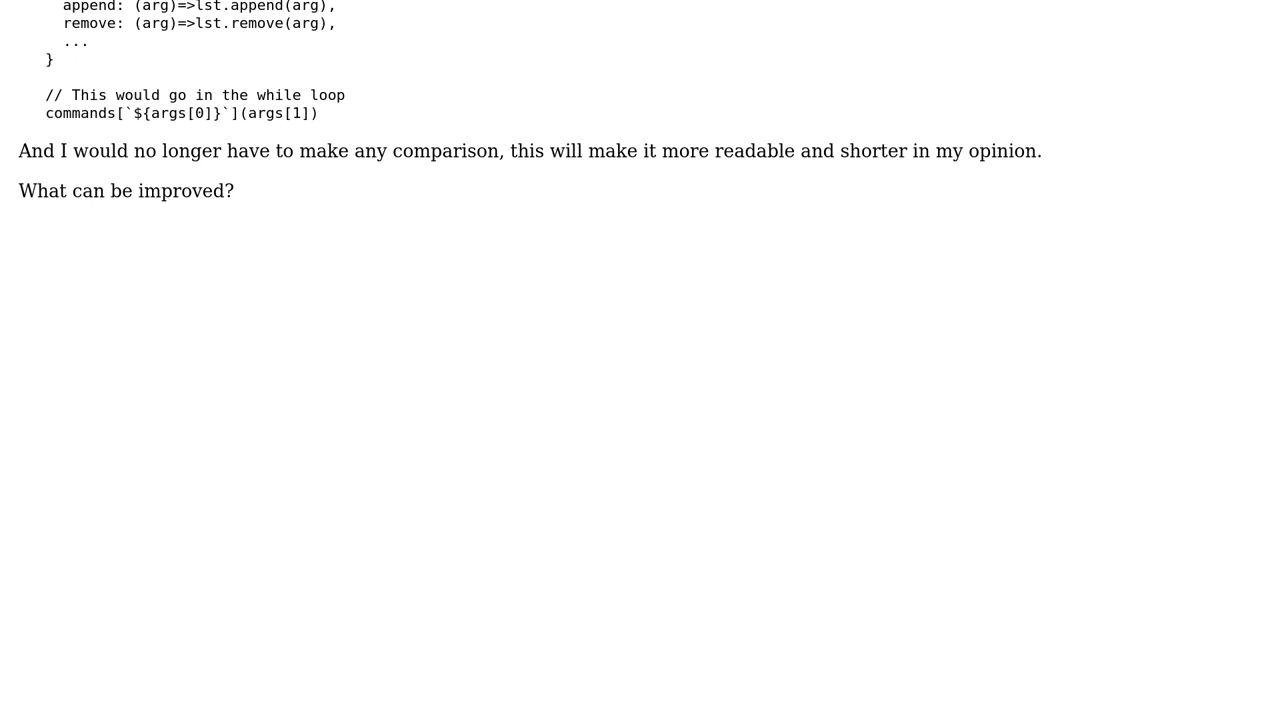 append: (arg)=>lst.append(arg),
remove: (arg)=>lst.remove(arg),
...
}
// This would go in the while loop
commands[`${args[0]}`](args[1])
And I would no longer have to make any comparison, this will make it more readable and shorter in my opinion.
What can be improved?